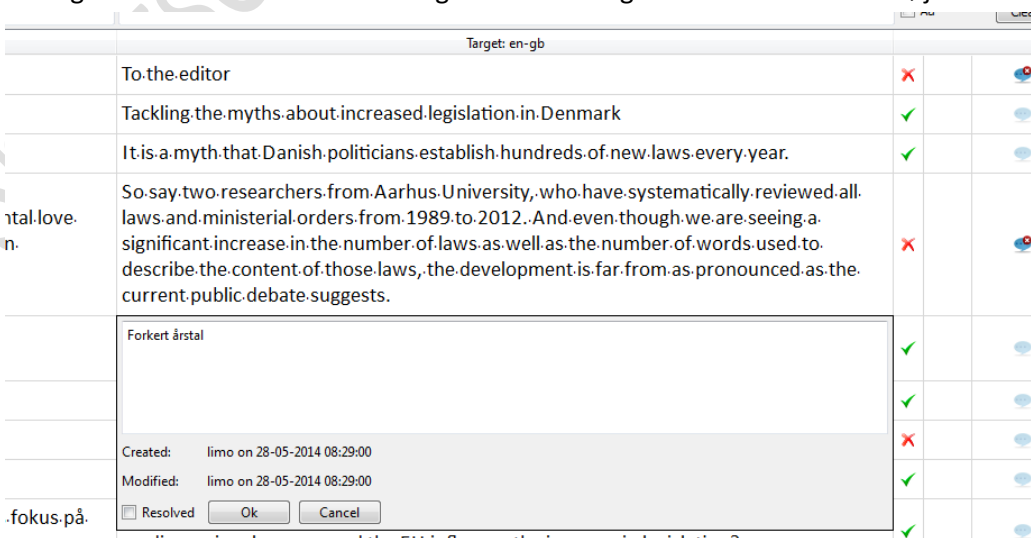 Target: en-gb
To·the·editor
Tackling·the·myths·about·increased·legislation·in·Denmark
It·is·a·myth·that·Danish·politicians·establish·hundreds·of·new·laws·every·year.
So·say·two·researchers·from·Aarhus·University,·who·have·systematically·reviewed·all·
laws·and·ministerial·orders·from·1989·to·2012.·And·even·though·we·are·seeing·a·
significant·increase·in·the·number·of·laws·as·well·as·the·number·of·words·used·to·
describe·the·content·of·those·laws,·the·development·is·far·from·as·pronounced·as·the·
current·public·debate·suggests.
love·
Forkert årstal
Created: limo on 28-05-2014 08:29:00
Modified: limo on 28-05-2014 08:29:00
Resolved Ok Cancel
fokus·på·